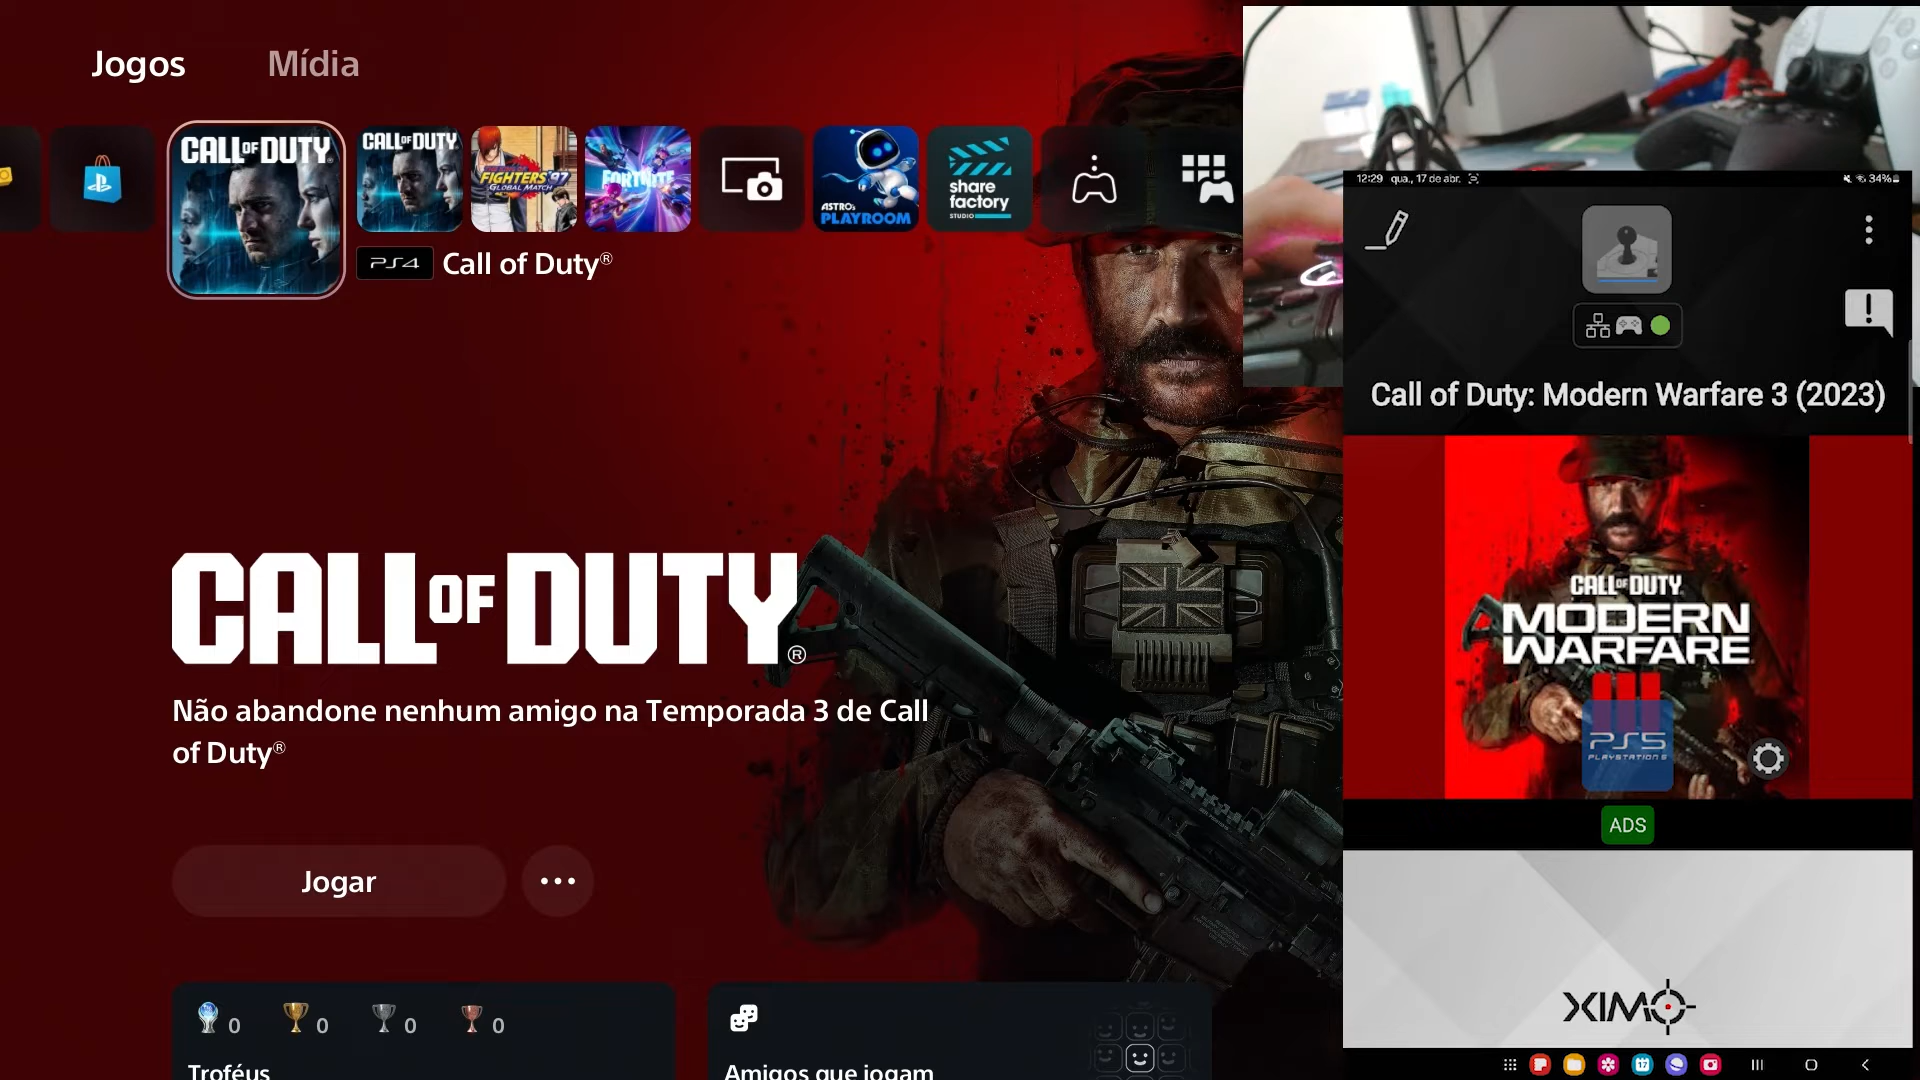 Jogos
Mídia
CALL OF DUTY
CALL OF DUTY
FIGHTERS'97
GLOBAL MATCH
FORTNITE
ASTRO's
PLAYROOM
share
factory
STUDIO
PS4 Call of Duty®
CALL OF DUTY®
Não abandone nenhum amigo na Temporada 3 de Call
of Duty®
Jogar
0 0 0 0
Troféus
Amigos que jogam
12:29 qua., 17 de abr.
34%
Call of Duty: Modern Warfare 3 (2023)
CALL OF DUTY
MODERN
WARFARE
PS5
PLAYSTATION 5
ADS
XIM
17